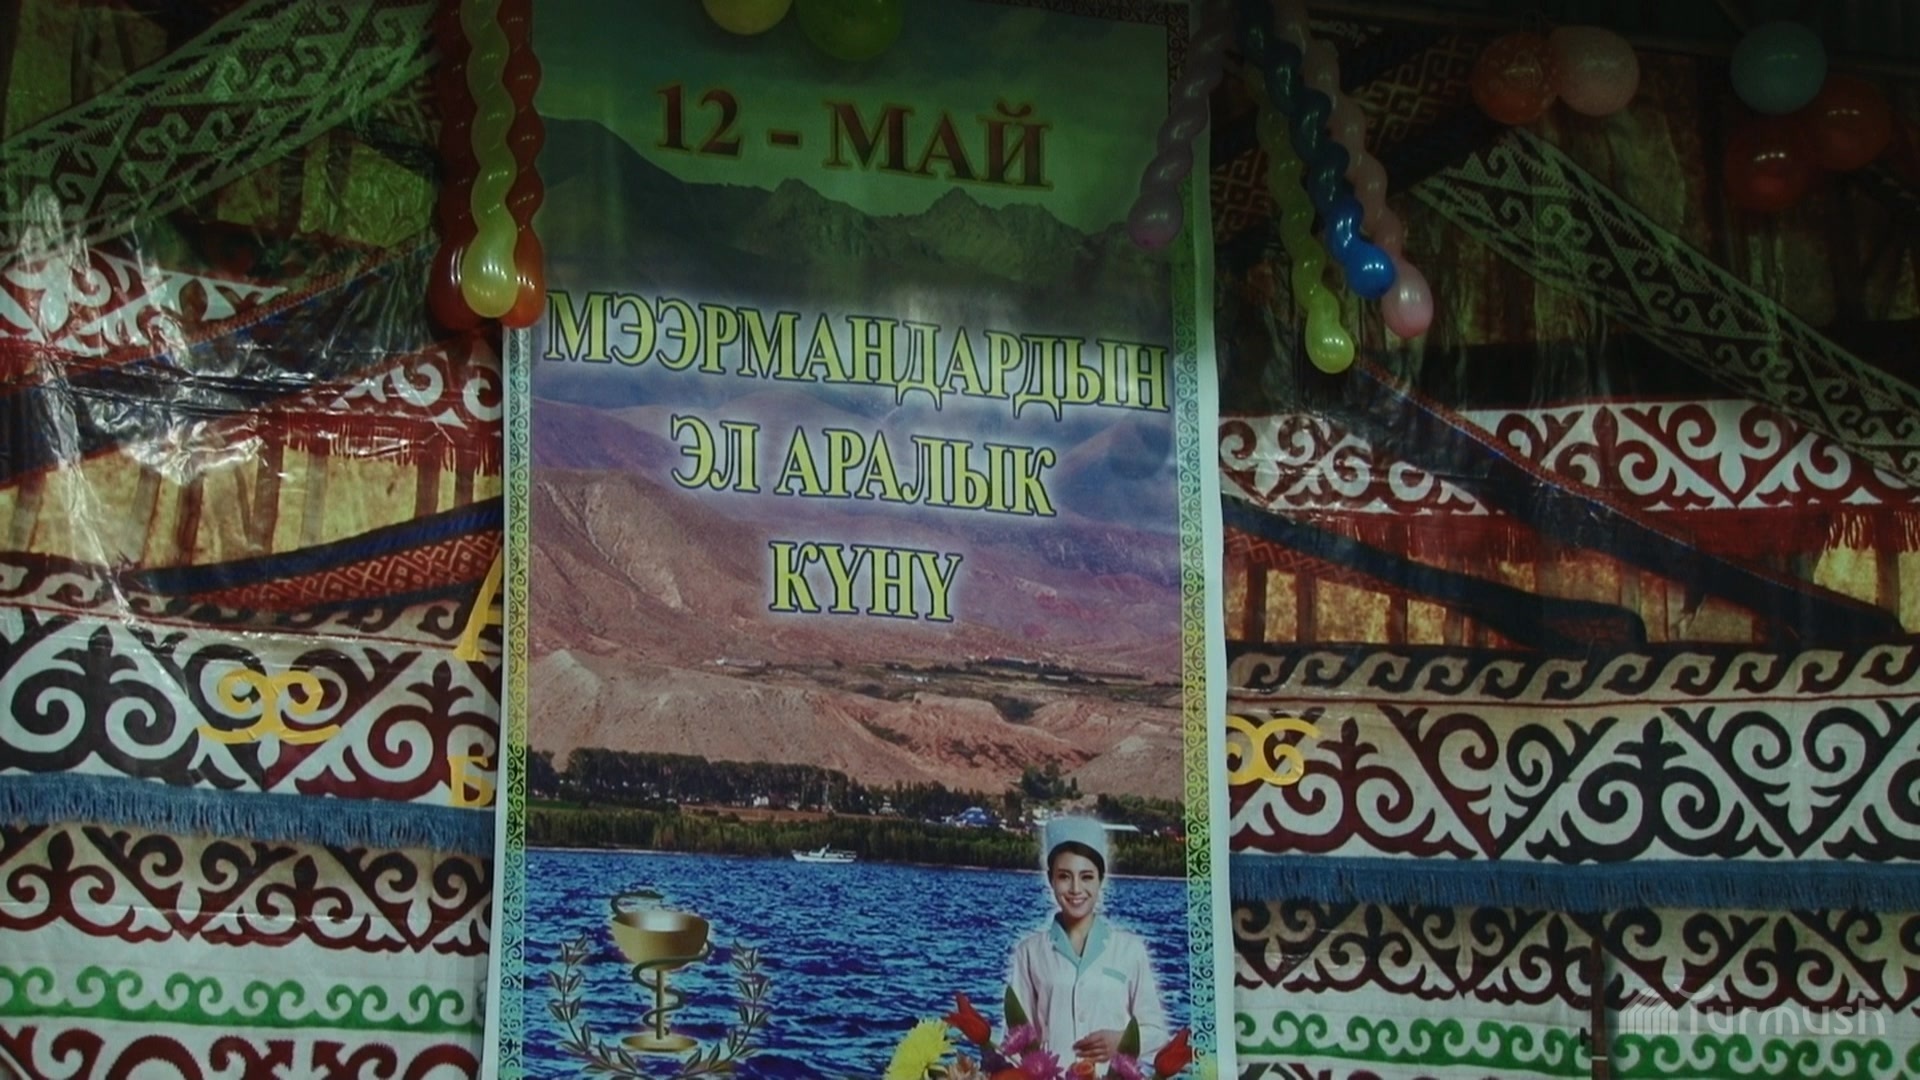 12 - МАЙ
МЭЭРМАНДАРДЫН
ЭЛ АРАЛЫК
КҮНҮ
Turmush